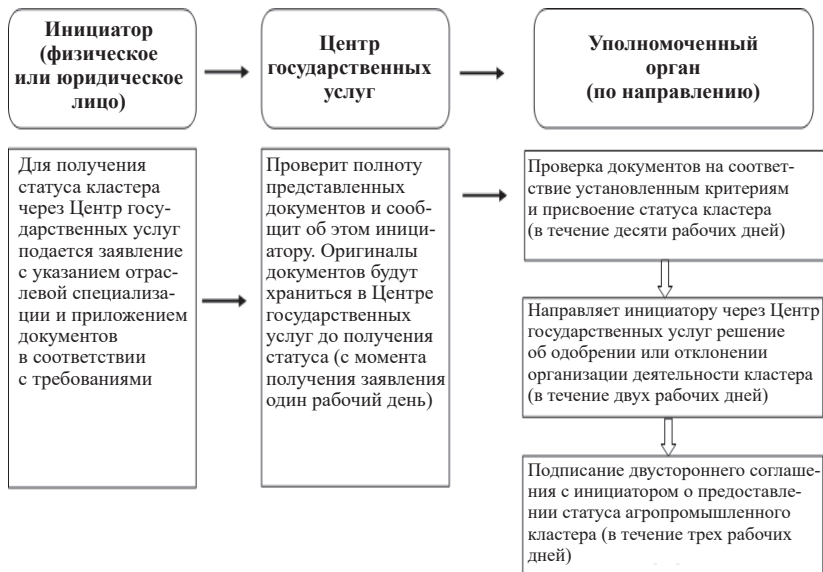 Инициатор
(физическое
или юридическое
лицо)
Центр
государственных
услуг
Уполномоченный
орган
(по направлению)
Для получения
статуса кластера
через Центр госу-
дарственных услуг
подается заявление
с указанием отрас-
левой специализа-
ции и приложением
документов
в соответствии
с требованиями
Проверит полноту
представленных
документов и сооб-
щит об этом иници-
атору. Оригиналы
документов будут
храниться в Центре
государственных
услуг до получения
статуса (с момента
получения заявления
один рабочий день)
Проверка документов на соответ-
ствие установленным критериям
и присвоение статуса кластера
(в течение десяти рабочих дней)
Направляет инициатору через Центр
государственных услуг решение
об одобрении или отклонении
организации деятельности кластера
(в течение двух рабочих дней)
Подписание двустороннего соглаше-
ния с инициатором о предоставле-
нии статуса агропромышленного
кластера (в течение трех рабочих
дней)